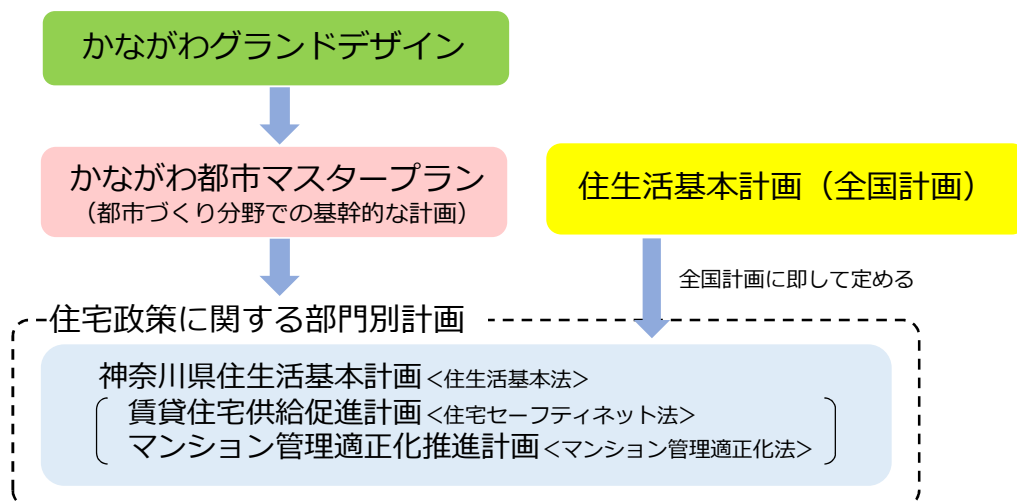 かながわグランドデザイン
かながわ都市マスタープラン
（都市づくり分野での基幹的な計画）
住生活基本計画（全国計画）
全国計画に即して定める
住宅政策に関する部門別計画
神奈川県住生活基本計画<住生活基本法>
賃貸住宅供給促進計画<住宅セーフティネット法>
マンション管理適正化推進計画<マンション管理適正化法>